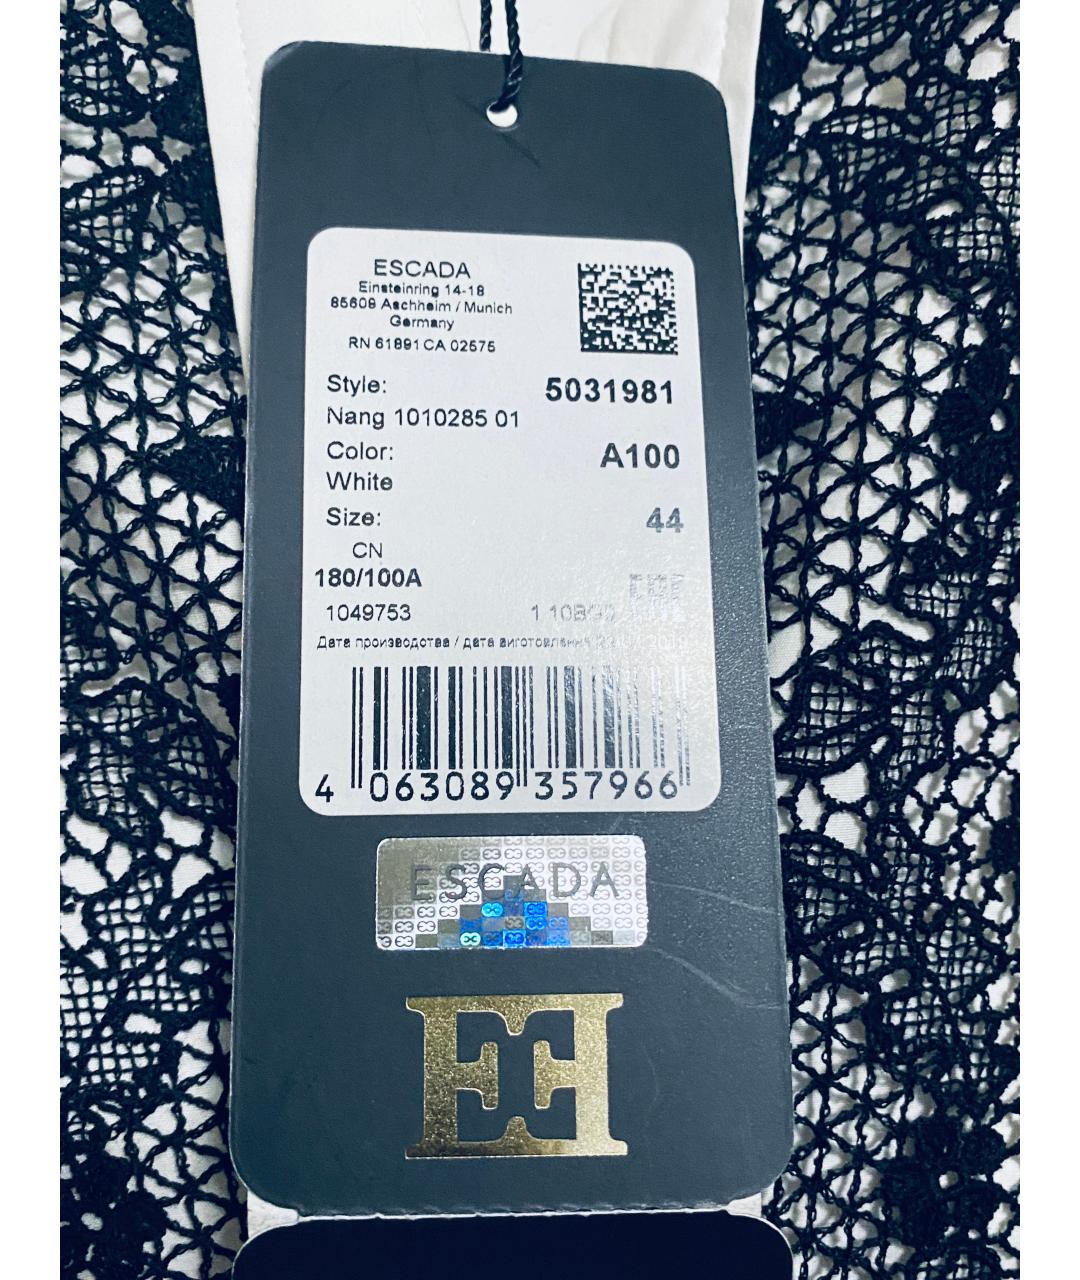 ESCADA
Einsteinring 14-18
85609 Aschheim / Munich
Germany
RN 61891 CA 02575
Style:
5031981
Nang 1010285 01
Color:
A100
White
Size:
44
CN
180/100A
EAC
1049753
Дата производства / дата виготовлення
4 063089 357966
ESCADA